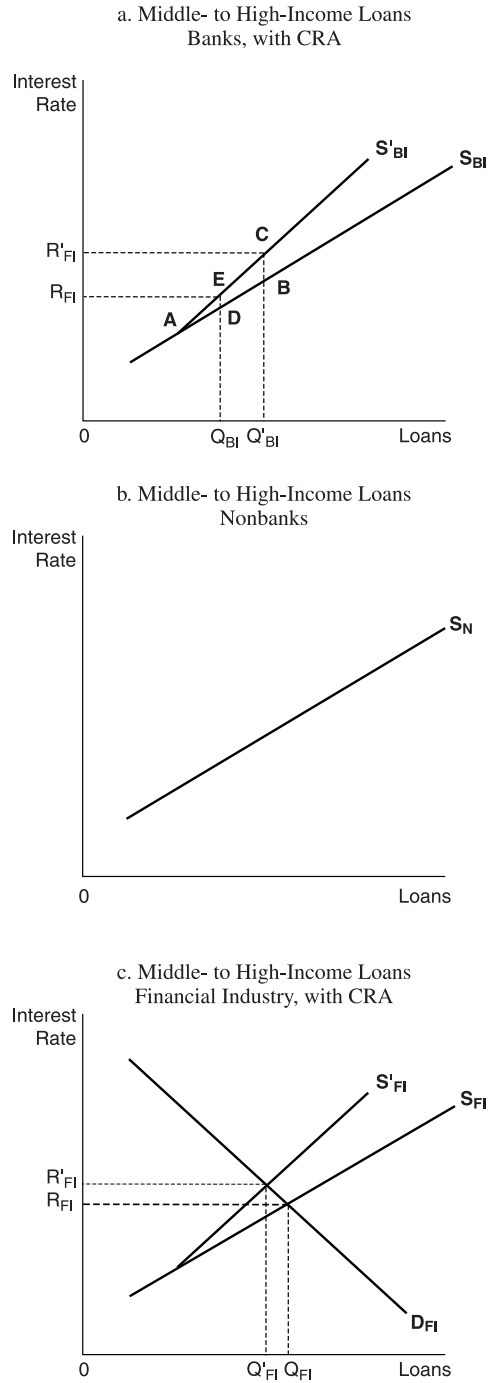 a. Middle- to High-Income Loans
Banks, with CRA
Interest
Rate
S'BI
SBI
C
R'FI
E
B
RFI
A
D
0
QBI Q'BI
Loans
b. Middle- to High-Income Loans
Nonbanks
Interest
Rate
SN
0
Loans
c. Middle- to High-Income Loans
Financial Industry, with CRA
Interest
Rate
S'FI
SFI
R'FI
RFI
DFI
0
Q'FI QFI
Loans